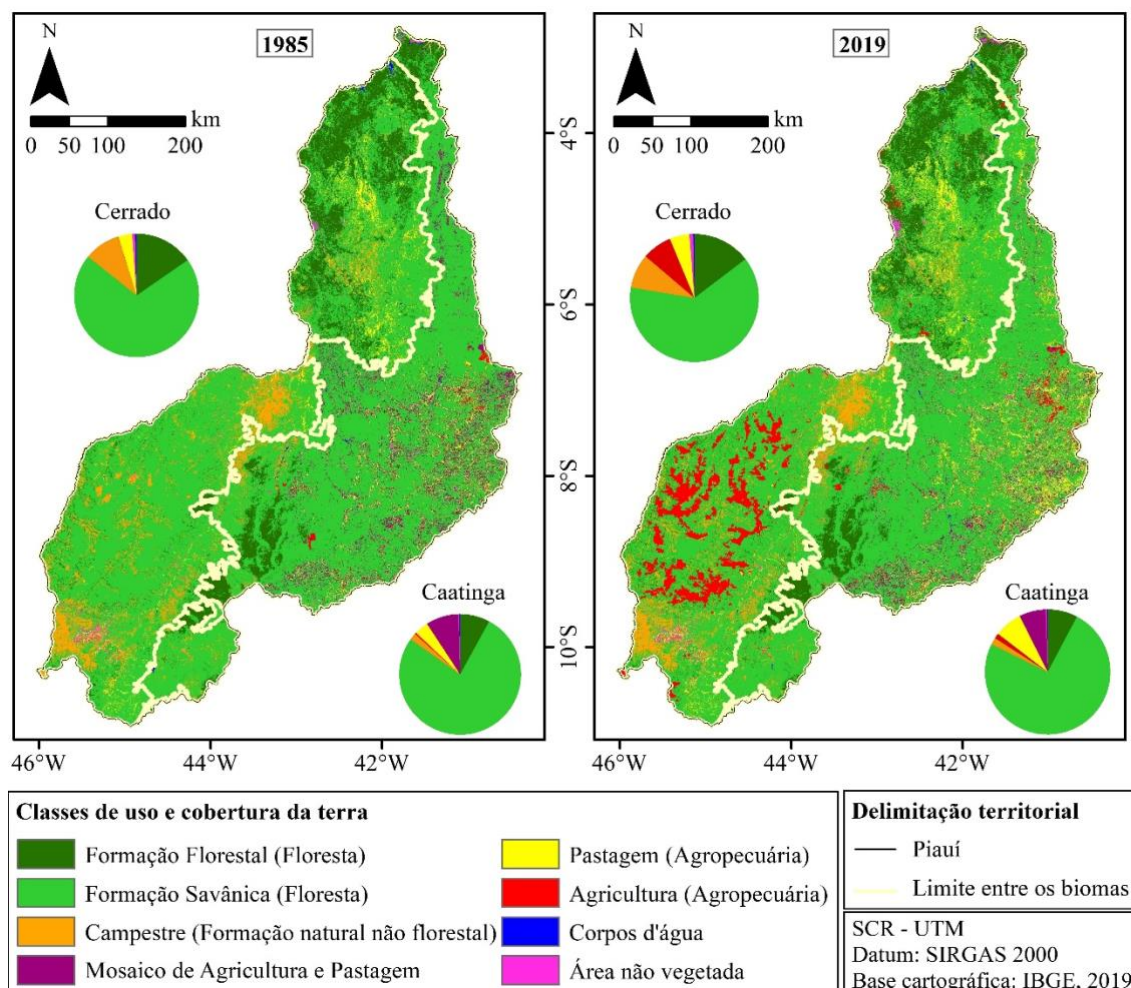 N
1985
km
0 50 100 200
Cerrado
Caatinga
46°W 44°W 42°W
4°S
6°S
8°S
10°S
N
2019
km
0 50 100 200
Cerrado
Caatinga
46°W 44°W 42°W
Classes de uso e cobertura da terra
Formação Florestal (Floresta)
Formação Savânica (Floresta)
Campestre (Formação natural não florestal)
Mosaico de Agricultura e Pastagem
Pastagem (Agropecuária)
Agricultura (Agropecuária)
Corpos d'água
Área não vegetada
Delimitação territorial
Piauí
Limite entre os biomas
SCR - UTM
Datum: SIRGAS 2000
Base cartográfica: IBGE, 2019